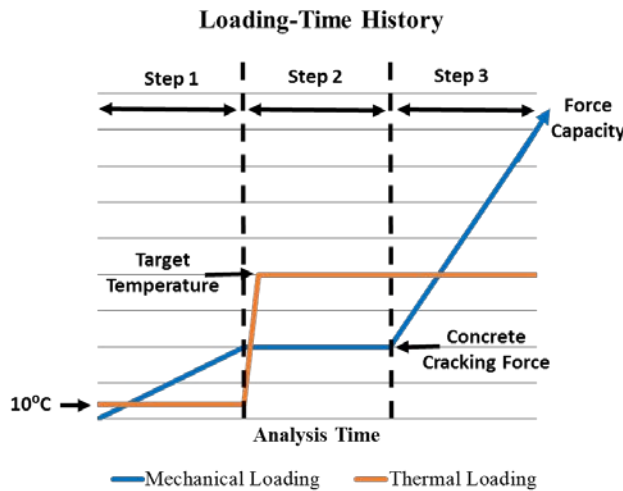 Loading-Time History
Step 1
Step 2
Step 3
Force
Capacity
Target
Temperature
Concrete
Cracking Force
10°C
Analysis Time
Mechanical Loading
Thermal Loading